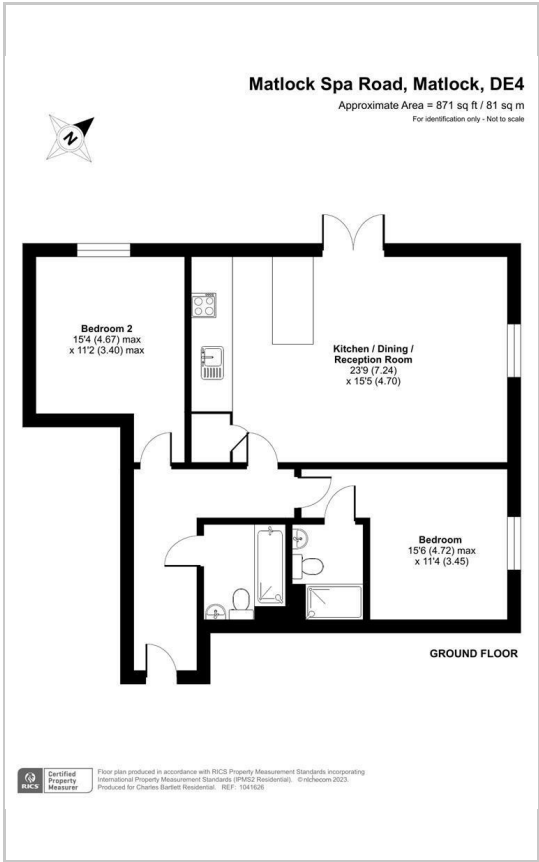 Matlock Spa Road, Matlock, DE4
Approximate Area = 871 sq ft / 81 sq m
For identification only - Not to scale
N
Bedroom 2
15'4 (4.67) max
x 11'2 (3.40) max
Kitchen / Dining /
Reception Room
23'9 (7.24)
x 15'5 (4.70)
Bedroom
15'6 (4.72) max
x 11'4 (3.45)
GROUND FLOOR
RICS
Certified
Property
Measurer
Floor plan produced in accordance with RICS Property Measurement Standards incorporating
International Property Measurement Standards (IPMS2 Residential). © nichecom 2023.
Produced for Charles Bartlett Residential. REF: 1041626